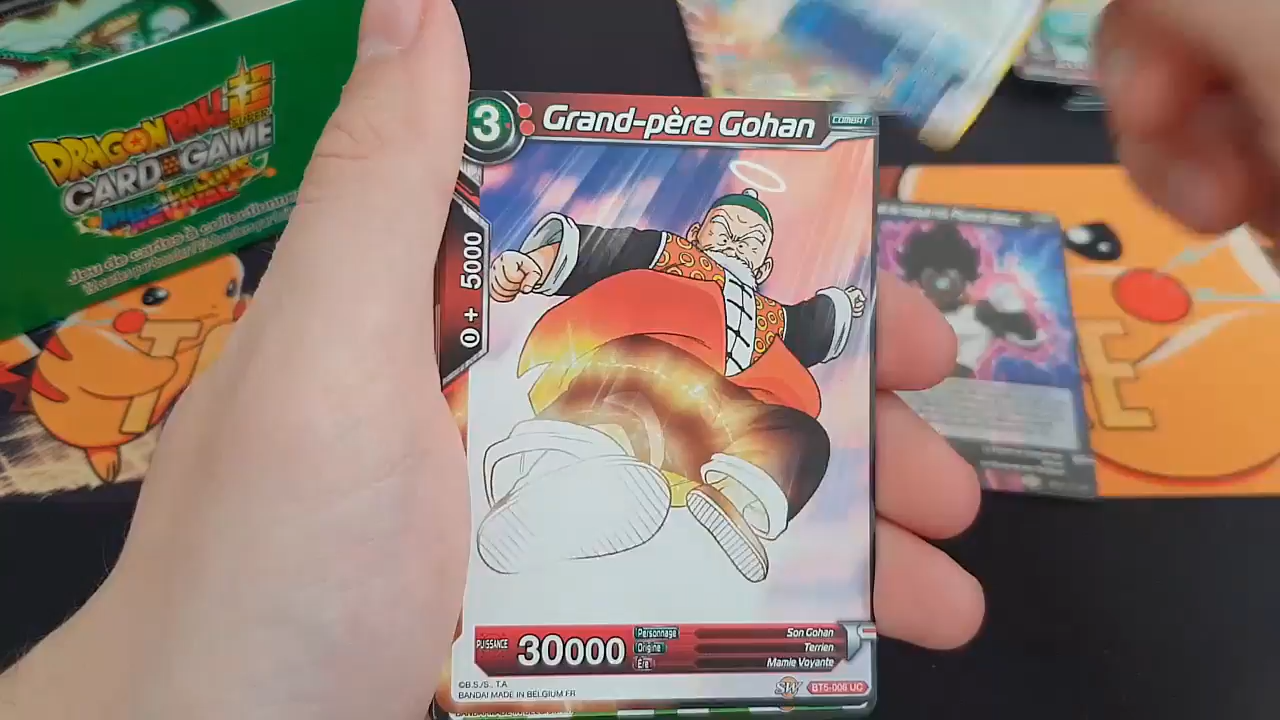 DRAGON BALL
SUPER
CARD GAME
Jeu de cartes à collectionner
3
Grand-père Gohan
COMBAT
0 + 5000
PUISSANCE
30000
Personnage
Son Gohan
Origine
Terrien
Ère
Mamie Voyante
©B.S./S., T.A
BANDAI MADE IN BELGIUM FR
SW
BT5-006 UC
T
E